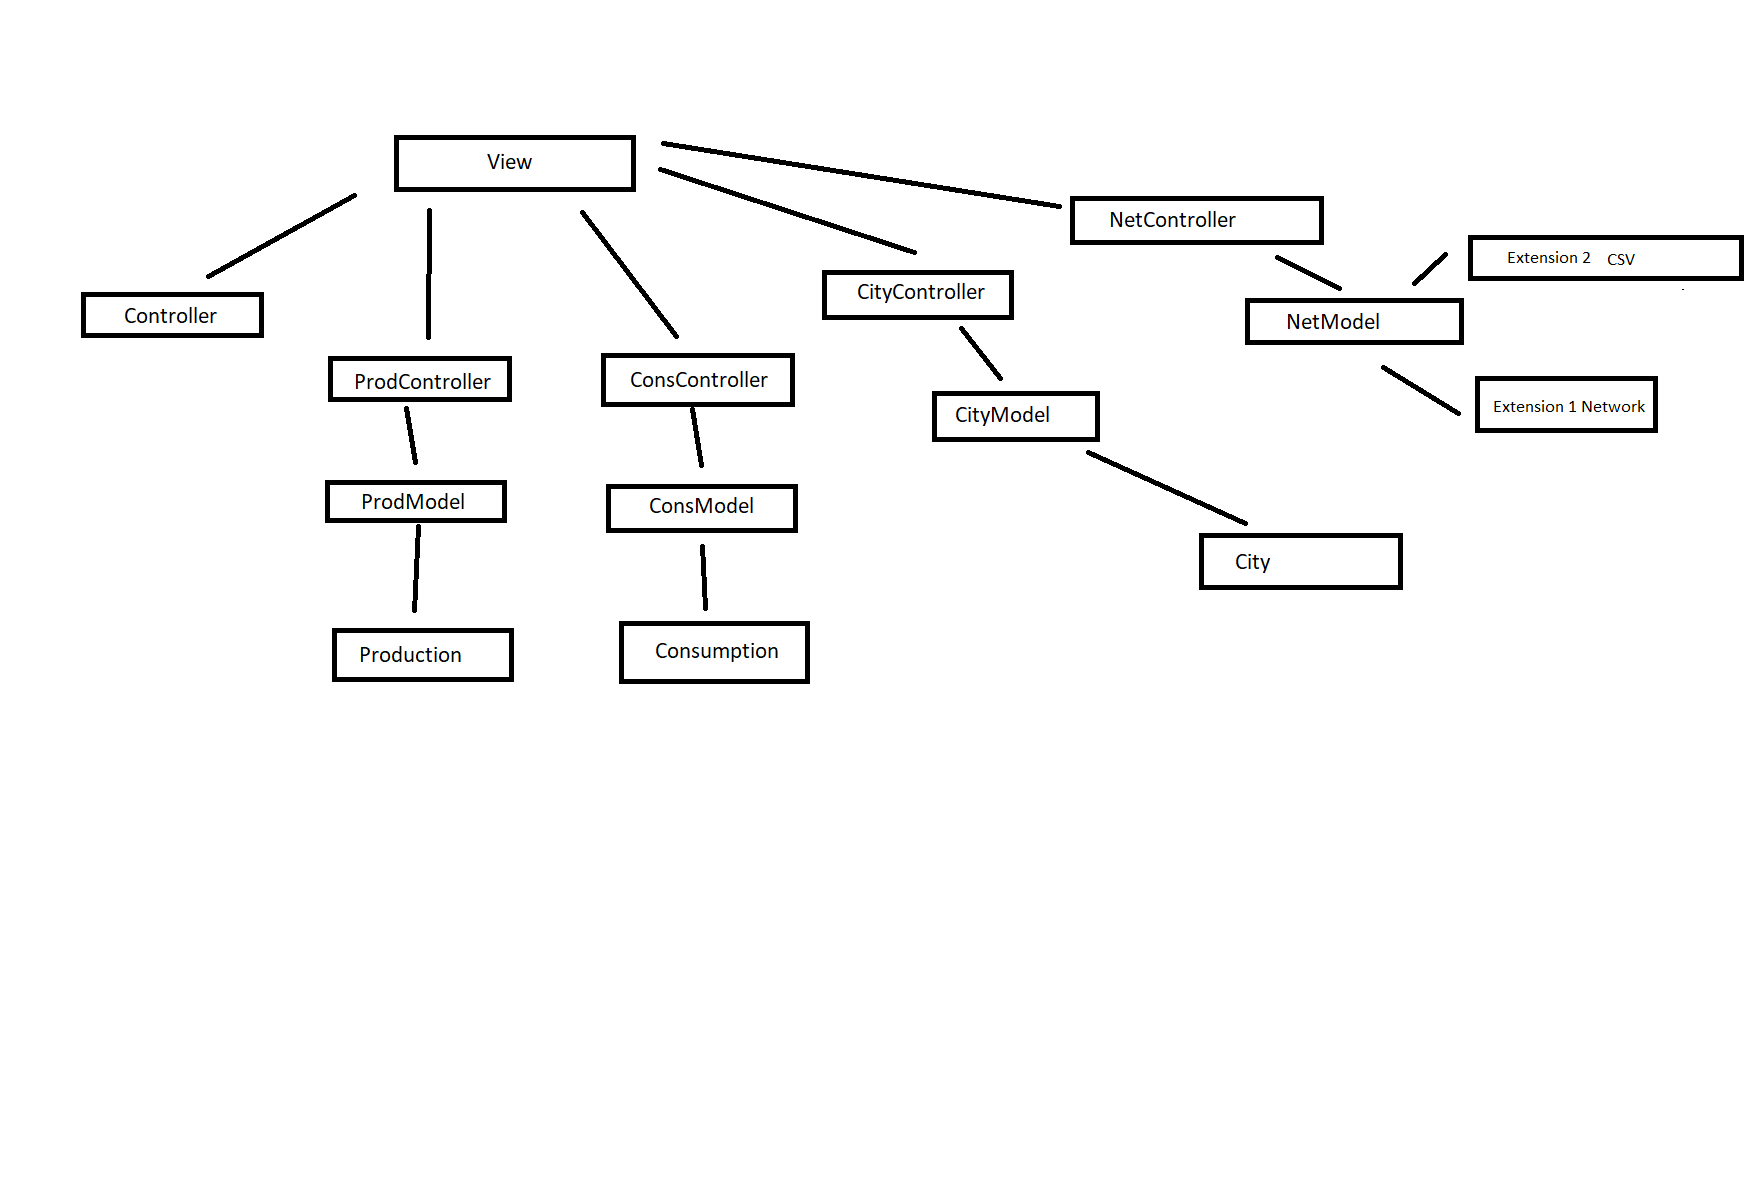 View
NetController
Extension 2 CSV
CityController
Controller
NetModel
ProdController
ConsController
Extension 1 Network
CityModel
ProdModel
ConsModel
City
Production
Consumption